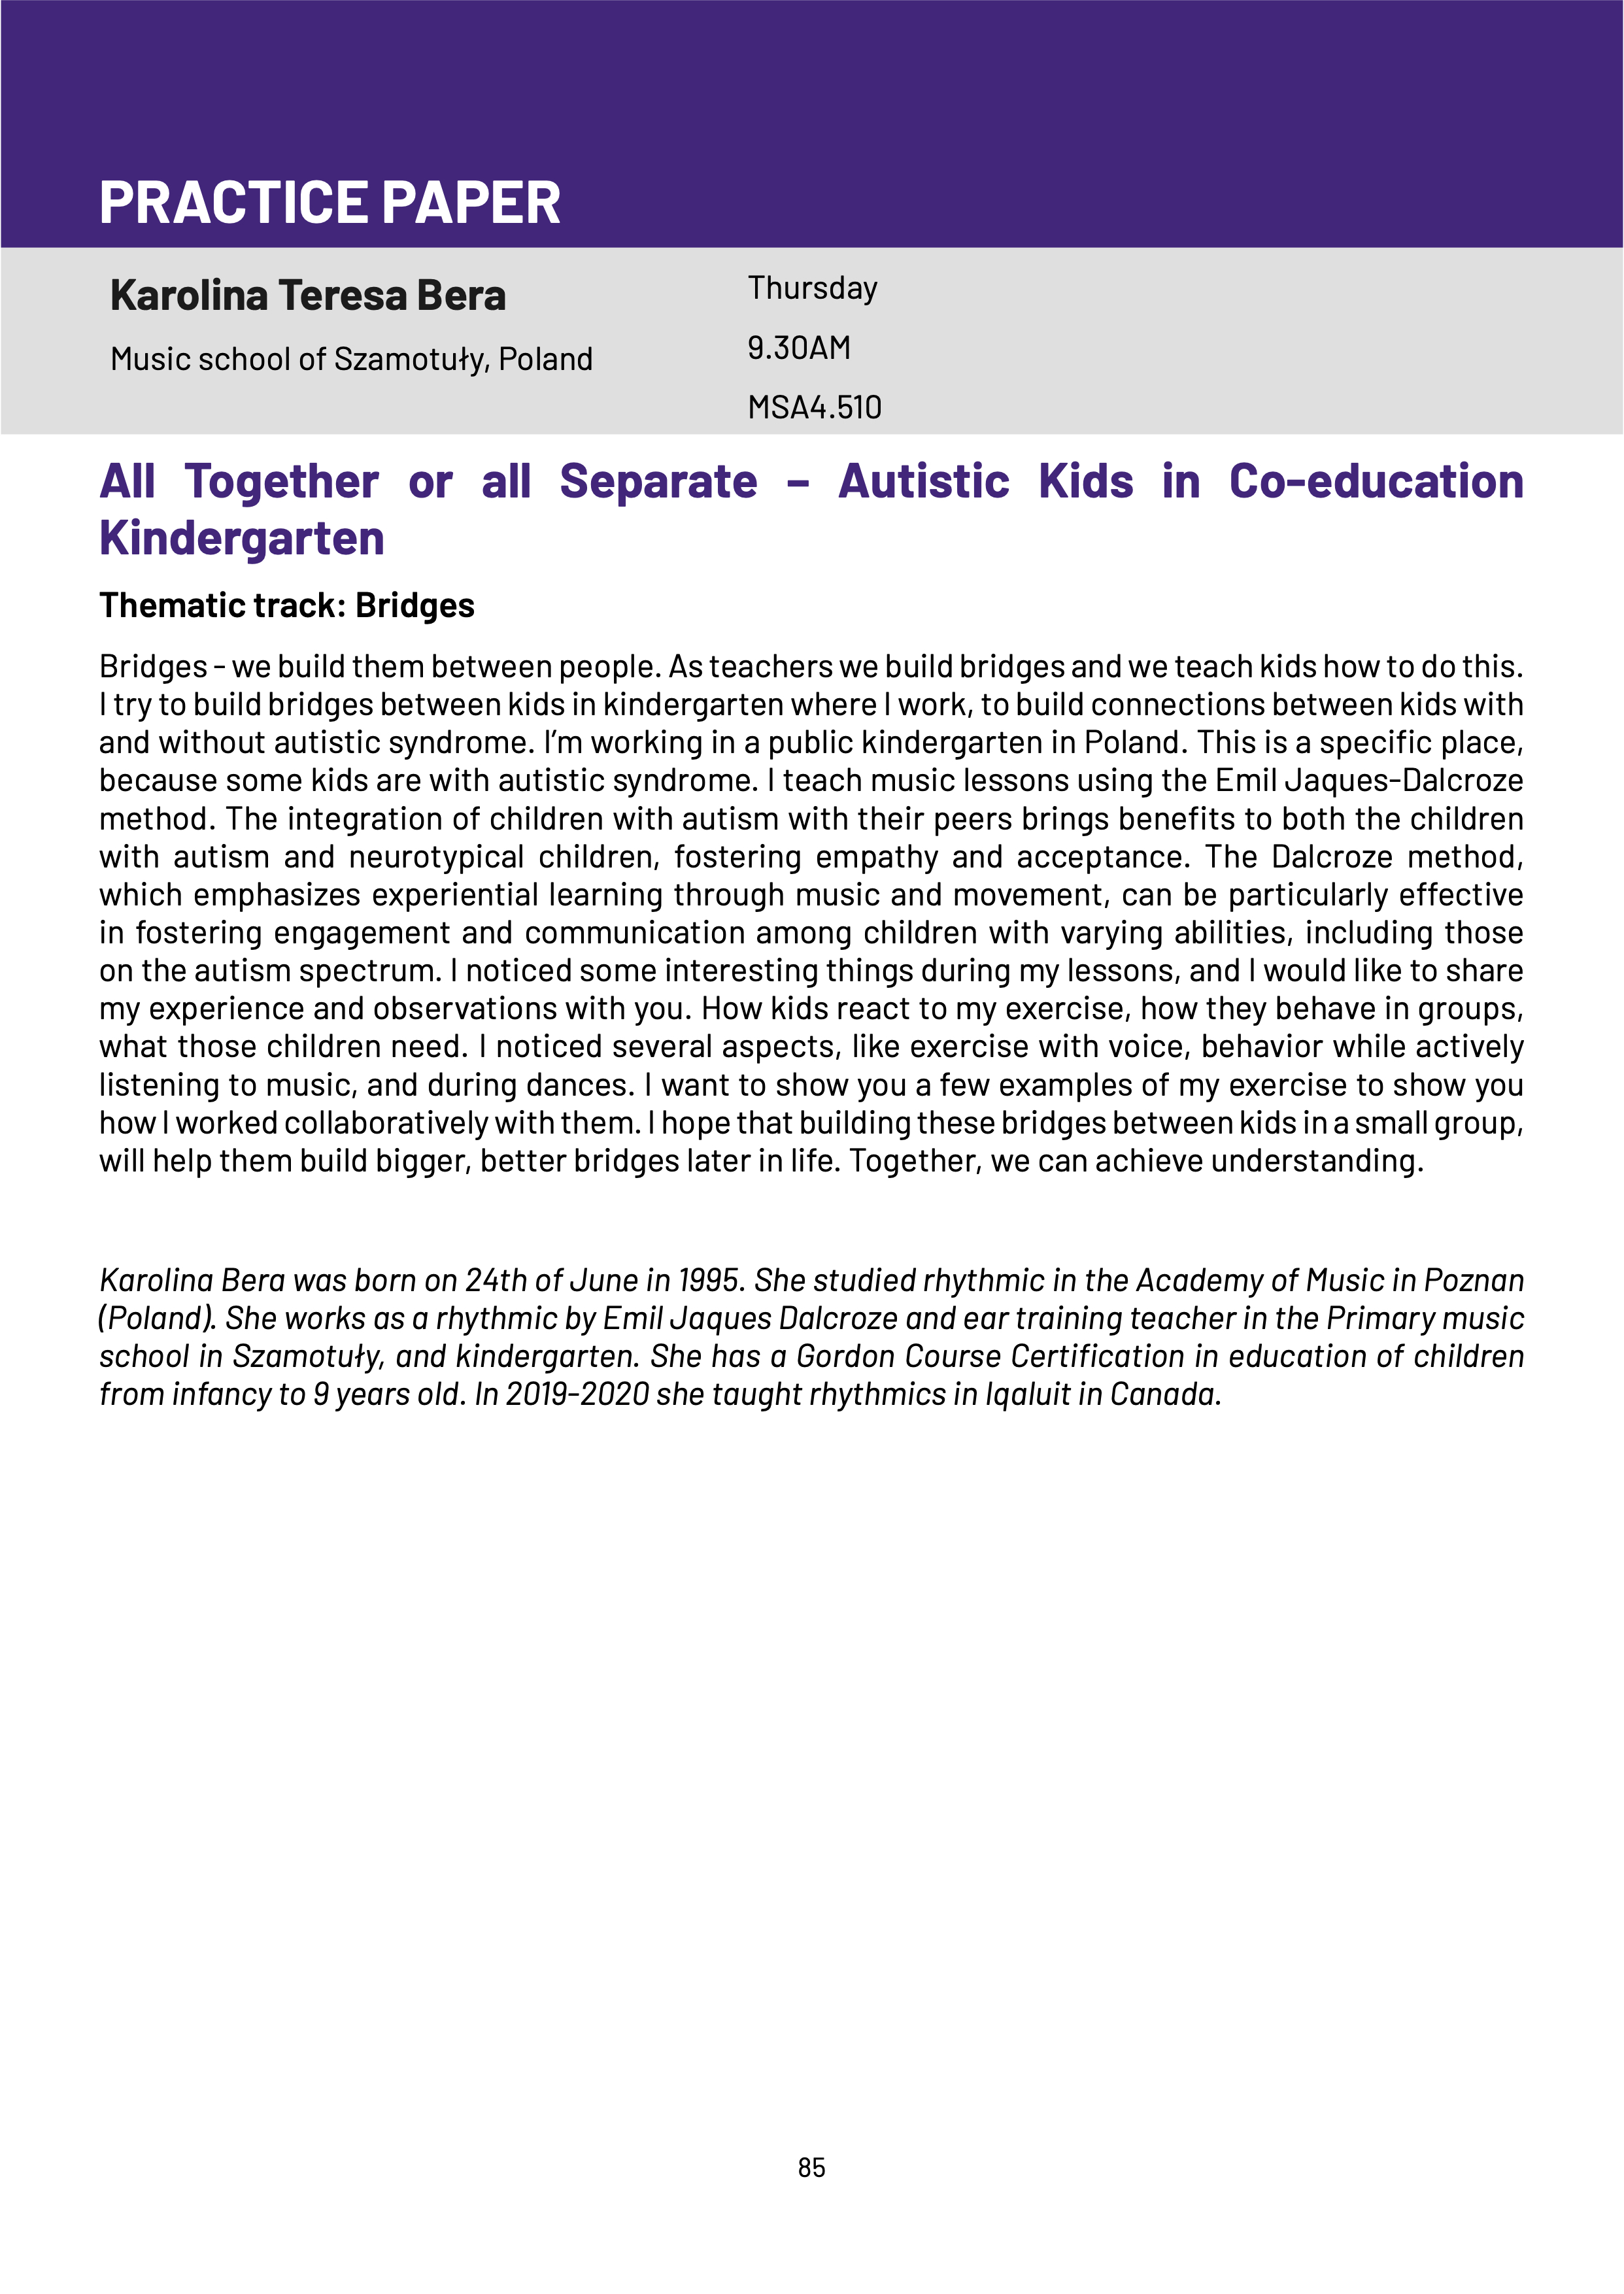 PRACTICE PAPER
Karolina Teresa Bera
Music school of Szamotuły, Poland
Thursday
9.30AM
MSA4.510
All Together or all Separate – Autistic Kids in Co-education
Kindergarten
Thematic track: Bridges
Bridges - we build them between people. As teachers we build bridges and we teach kids how to do this.
I try to build bridges between kids in kindergarten where I work, to build connections between kids with
and without autistic syndrome. I’m working in a public kindergarten in Poland. This is a specific place,
because some kids are with autistic syndrome. I teach music lessons using the Emil Jaques-Dalcroze
method. The integration of children with autism with their peers brings benefits to both the children
with autism and neurotypical children, fostering empathy and acceptance. The Dalcroze method,
which emphasizes experiential learning through music and movement, can be particularly effective
in fostering engagement and communication among children with varying abilities, including those
on the autism spectrum. I noticed some interesting things during my lessons, and I would like to share
my experience and observations with you. How kids react to my exercise, how they behave in groups,
what those children need. I noticed several aspects, like exercise with voice, behavior while actively
listening to music, and during dances. I want to show you a few examples of my exercise to show you
how I worked collaboratively with them. I hope that building these bridges between kids in a small group,
will help them build bigger, better bridges later in life. Together, we can achieve understanding.
Karolina Bera was born on 24th of June in 1995. She studied rhythmic in the Academy of Music in Poznan
(Poland). She works as a rhythmic by Emil Jaques Dalcroze and ear training teacher in the Primary music
school in Szamotuły, and kindergarten. She has a Gordon Course Certification in education of children
from infancy to 9 years old. In 2019-2020 she taught rhythmics in Iqaluit in Canada.
85